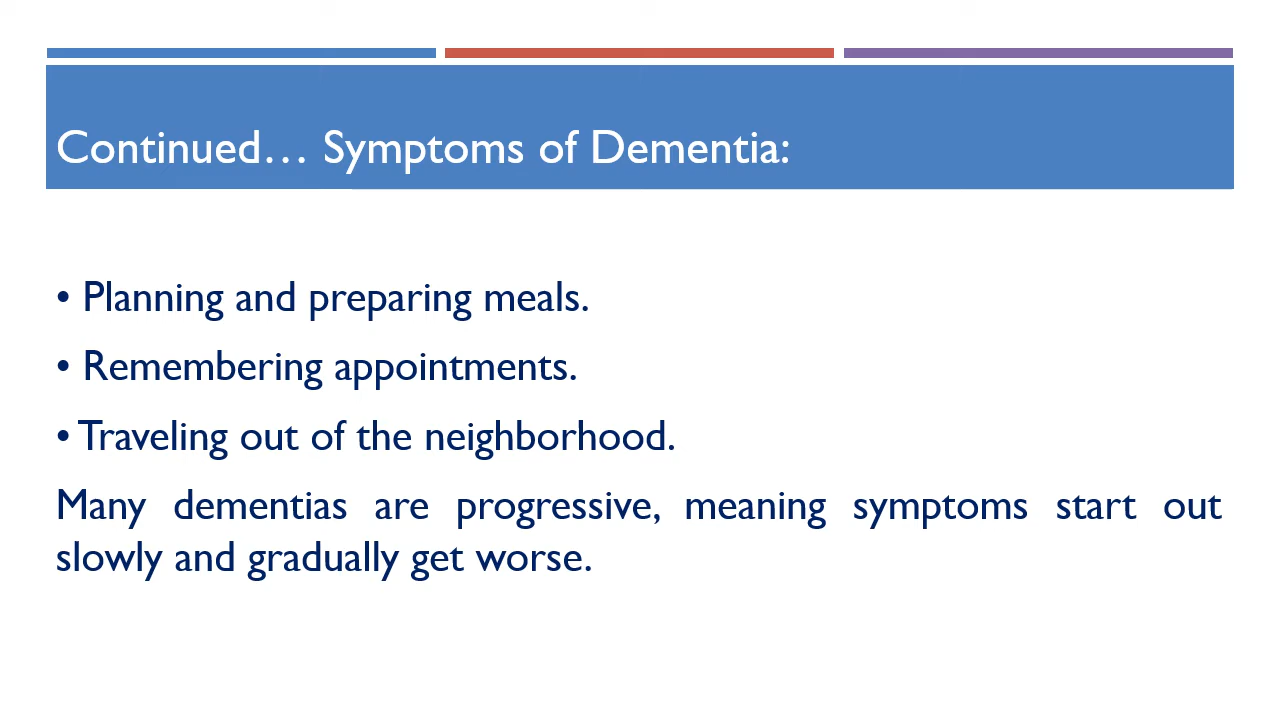 Continued… Symptoms of Dementia:
• Planning and preparing meals.
• Remembering appointments.
• Traveling out of the neighborhood.
Many dementias are progressive, meaning symptoms start out
slowly and gradually get worse.